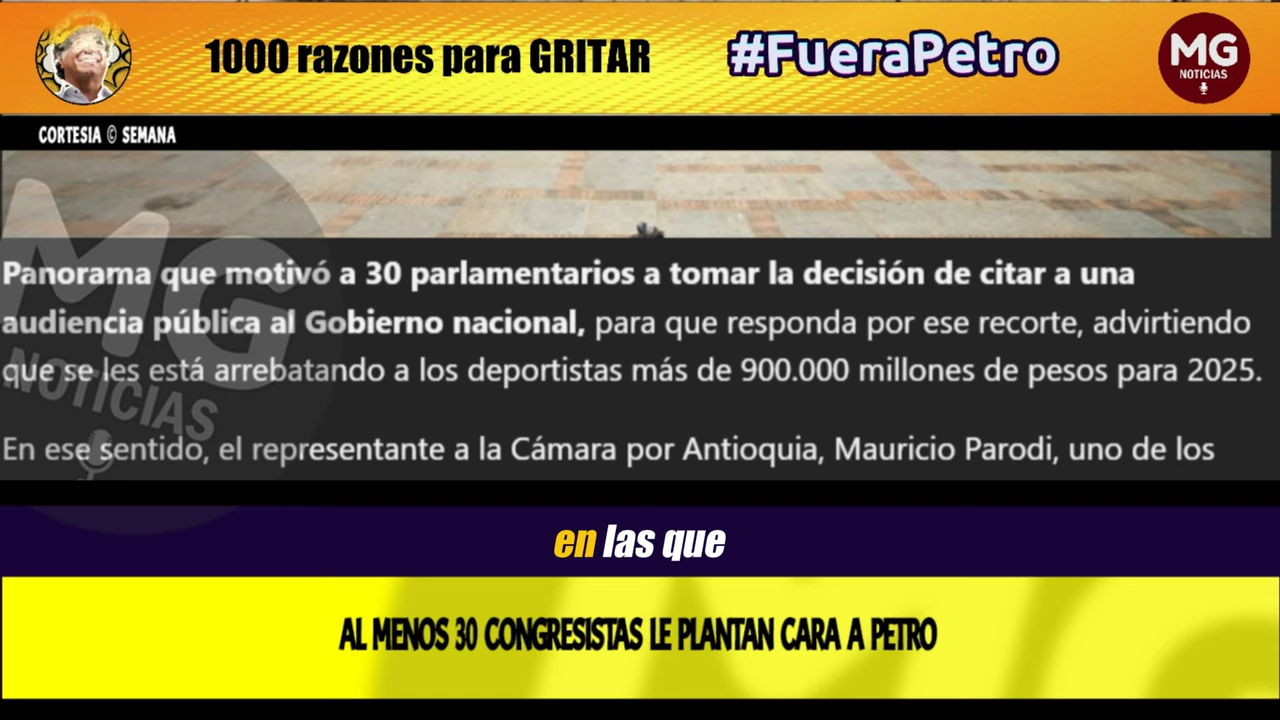 1000 razones para GRITAR
#FueraPetro
MG
NOTICIAS
CORTESIA © SEMANA
MG
NOTICIAS
Panorama que motivó a 30 parlamentarios a tomar la decisión de citar a una
audiencia pública al Gobierno nacional, para que responda por ese recorte, advirtiendo
que se les está arrebatando a los deportistas más de 900.000 millones de pesos para 2025.
En ese sentido, el representante a la Cámara por Antioquia, Mauricio Parodi, uno de los
en las que
AL MENOS 30 CONGRESISTAS LE PLANTAN CARA A PETRO